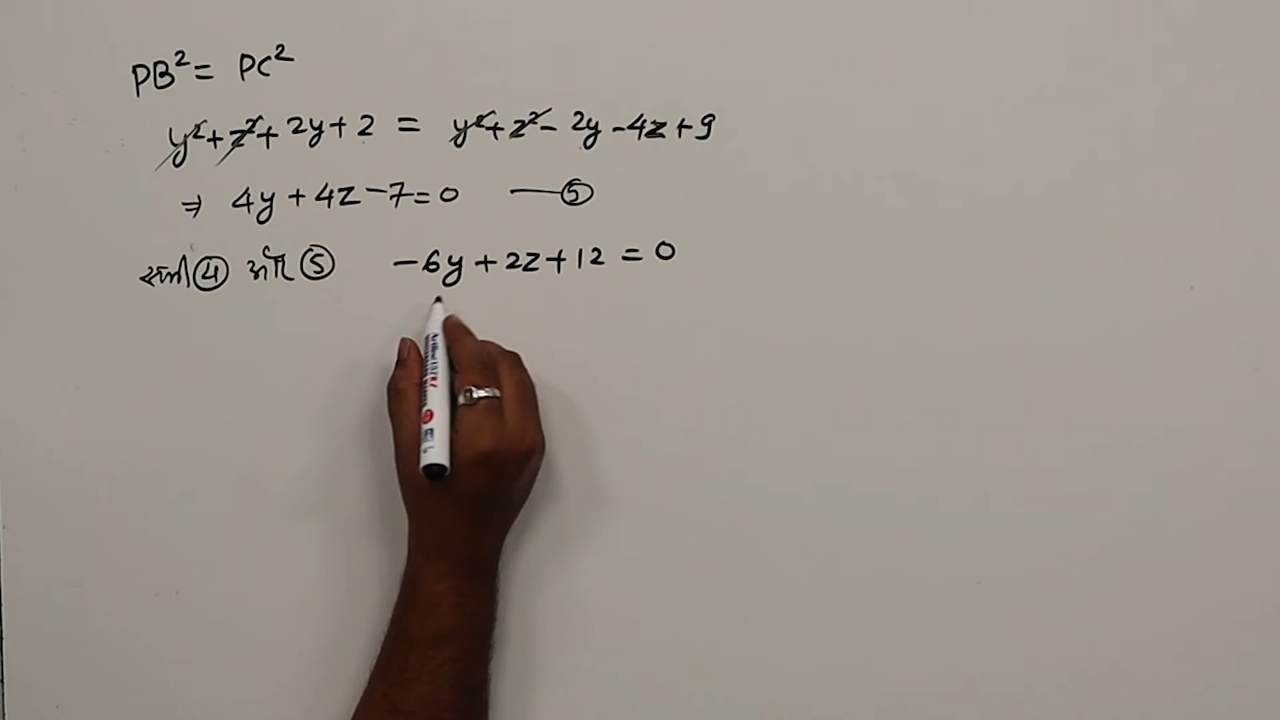 PB² = PC²
y² + z² + 2y + 2 = y² + z² - 2y - 4z + 9
⇒ 4y + 4z - 7 = 0 —⑤
④ और ⑤ - 6y + 2z + 12 = 0